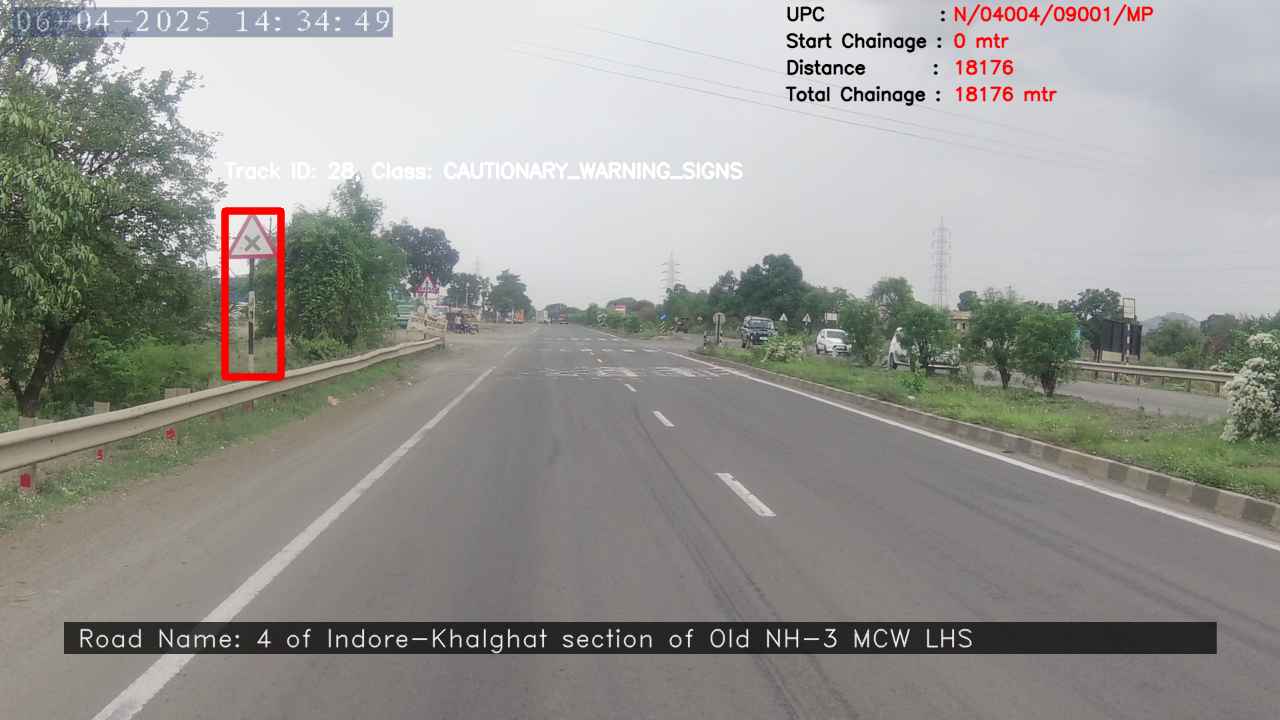 06-04-2025 14:34:49
UPC : N/04004/09001/MP
Start Chainage : 0 mtr
Distance : 18176
Total Chainage : 18176 mtr
Track ID: 28, Class: CAUTIONARY_WARNING_SIGNS
Road Name: 4 of Indore-Khalghat section of Old NH-3 MCW LHS